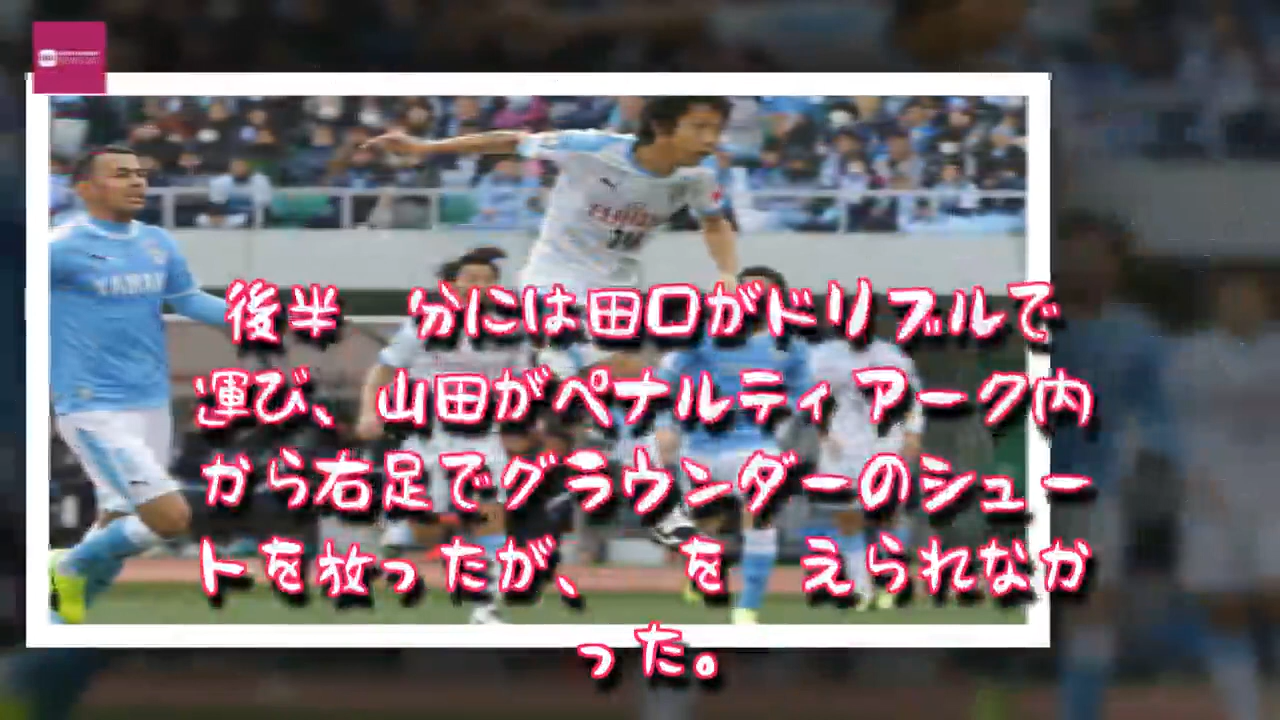 後半　分には田口がドリブルで
運び、山田がペナルティアーク内
から右足でグラウンダーのシュー
トを放ったが、　を　えられなか
った。
YAMAH